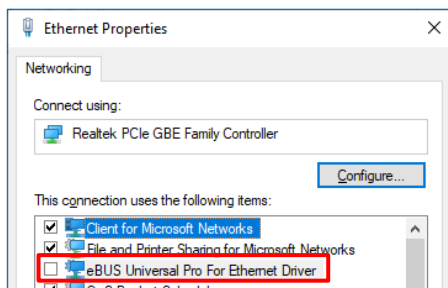 Ethernet Properties
Networking
Connect using:
Realtek PCIe GBE Family Controller
Configure...
This connection uses the following items:
Client for Microsoft Networks
File and Printer Sharing for Microsoft Networks
eBUS Universal Pro For Ethernet Driver